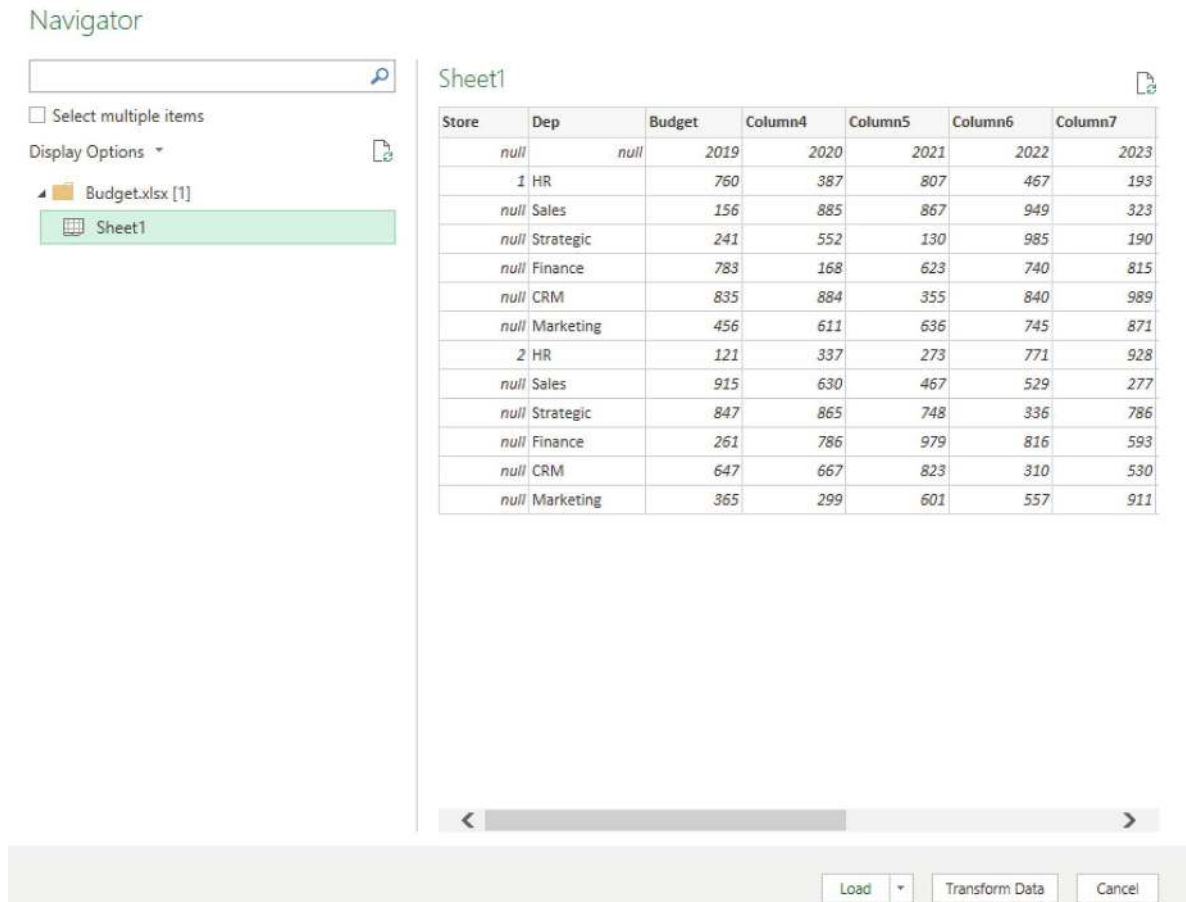 Navigator
Select multiple items
Display Options
Budget.xlsx [1]
Sheet1
Sheet1
Store Dep Budget Column4 Column5 Column6 Column7
null null 2019 2020 2021 2022 2023
1 HR 760 387 807 467 193
null Sales 156 885 867 949 323
null Strategic 241 552 130 985 190
null Finance 783 168 623 740 815
null CRM 835 884 355 840 989
null Marketing 456 611 636 745 871
2 HR 121 337 273 771 928
null Sales 915 630 467 529 277
null Strategic 847 865 748 336 786
null Finance 261 786 979 816 593
null CRM 647 667 823 310 530
null Marketing 365 299 601 557 911
Load Transform Data Cancel